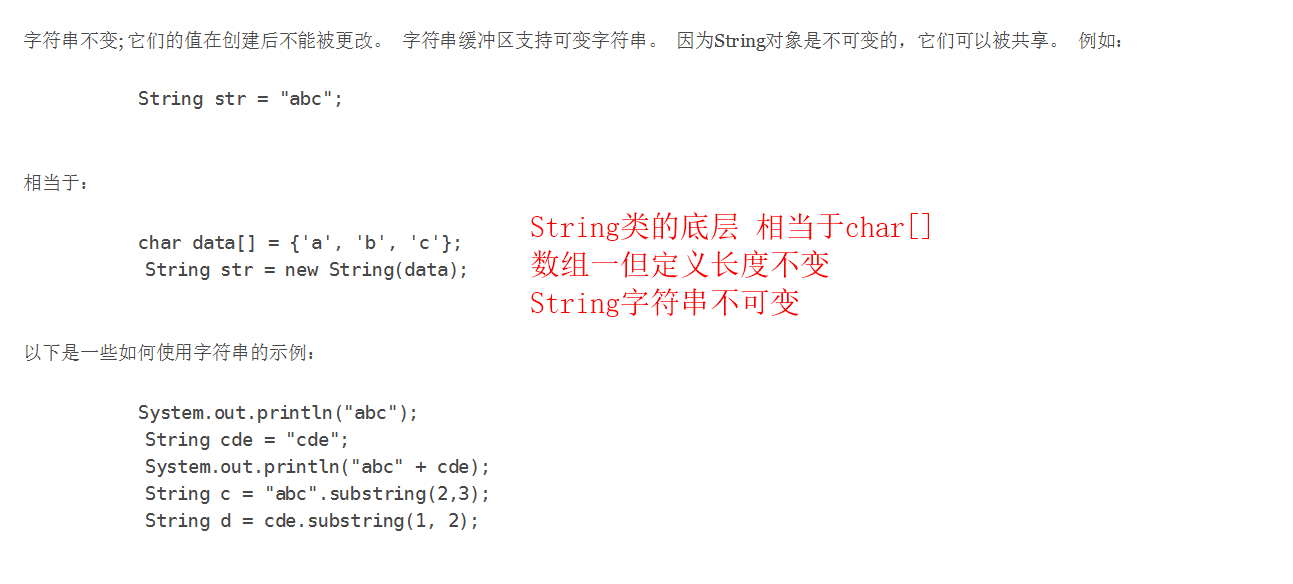 字符串不变; 它们的值在创建后不能被更改。 字符串缓冲区支持可变字符串。 因为String对象是不可变的，它们可以被共享。 例如：
String str = "abc";
相当于：
char data[] = {'a', 'b', 'c'};
String str = new String(data);
String类的底层 相当于char[]
数组一但定义长度不变
String字符串不可变
以下是一些如何使用字符串的示例：
System.out.println("abc");
String cde = "cde";
System.out.println("abc" + cde);
String c = "abc".substring(2,3);
String d = cde.substring(1, 2);